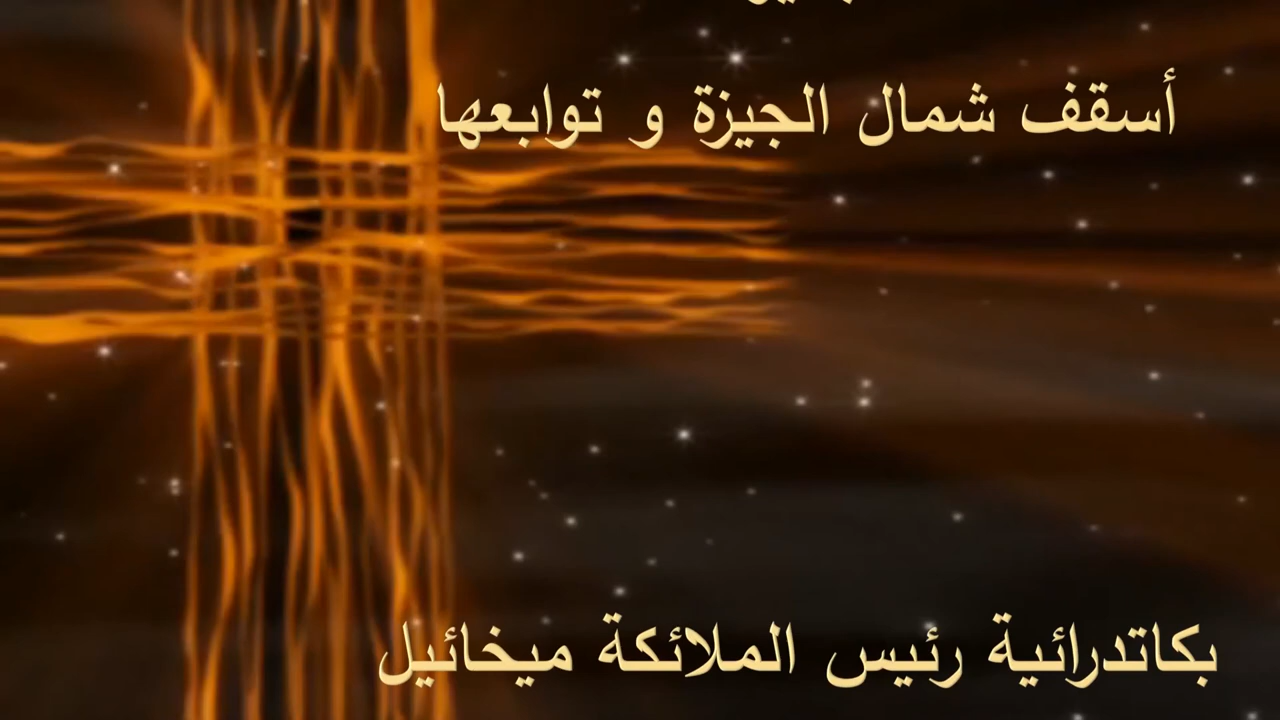 أسقف شمال الجيزة و توابعها
بكاتدرائية رئيس الملائكة ميخائيل